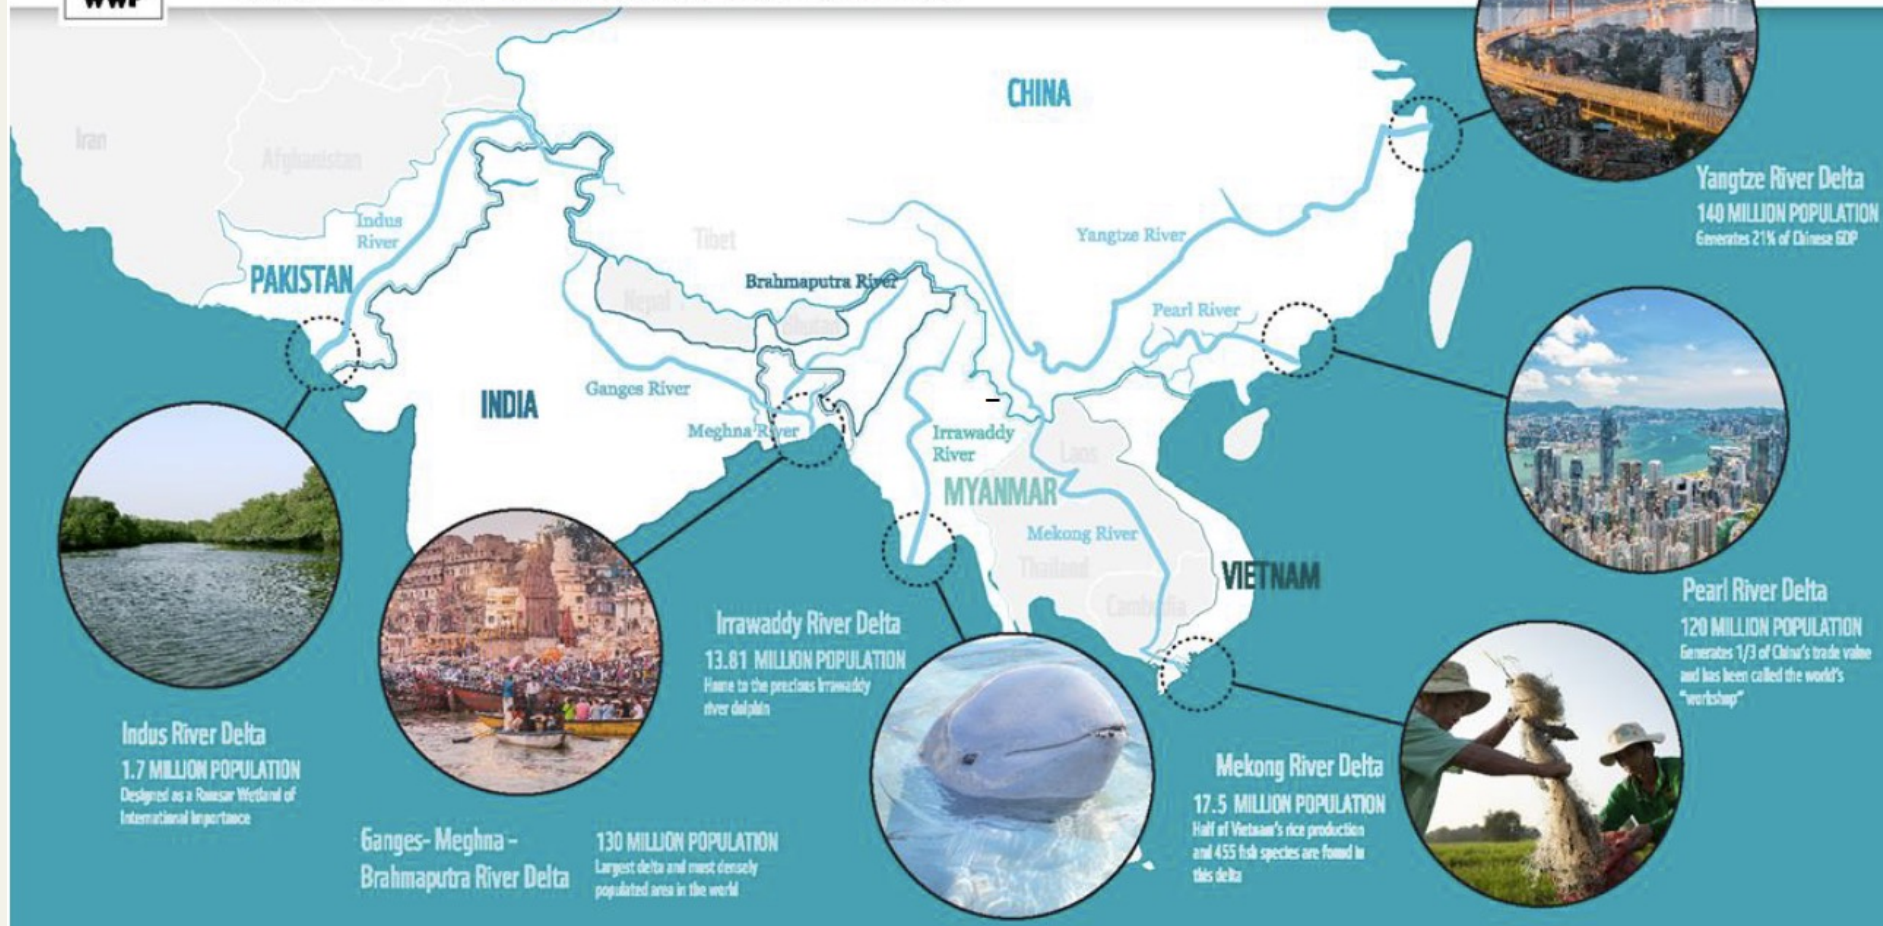 WWF
CHINA
Iran
Afghanistan
Yangtze River Delta
140 MILLION POPULATION
Generates 21% of Chinese GDP
Indus
River
Tibet
Yangtze River
PAKISTAN
Brahmaputra River
Nepal
Bhutan
Pearl River
Ganges River
INDIA
Meghna River
Irrawaddy
River
Laos
MYANMAR
Mekong River
Thailand
VIETNAM
Cambodia
Pearl River Delta
120 MILLION POPULATION
Generates 1/3 of China's trade value
and has been called the world's
"workshop"
Irrawaddy River Delta
13.81 MILLION POPULATION
Home to the precious Irrawaddy
river dolphin
Indus River Delta
1.7 MILLION POPULATION
Designed as a Ramsar Wetland of
International Importance
Mekong River Delta
17.5 MILLION POPULATION
Half of Vietnam's rice production
and 455 fish species are found in
this delta
Ganges- Meghna -
Brahmaputra River Delta
130 MILLION POPULATION
Largest delta and most densely
populated area in the world